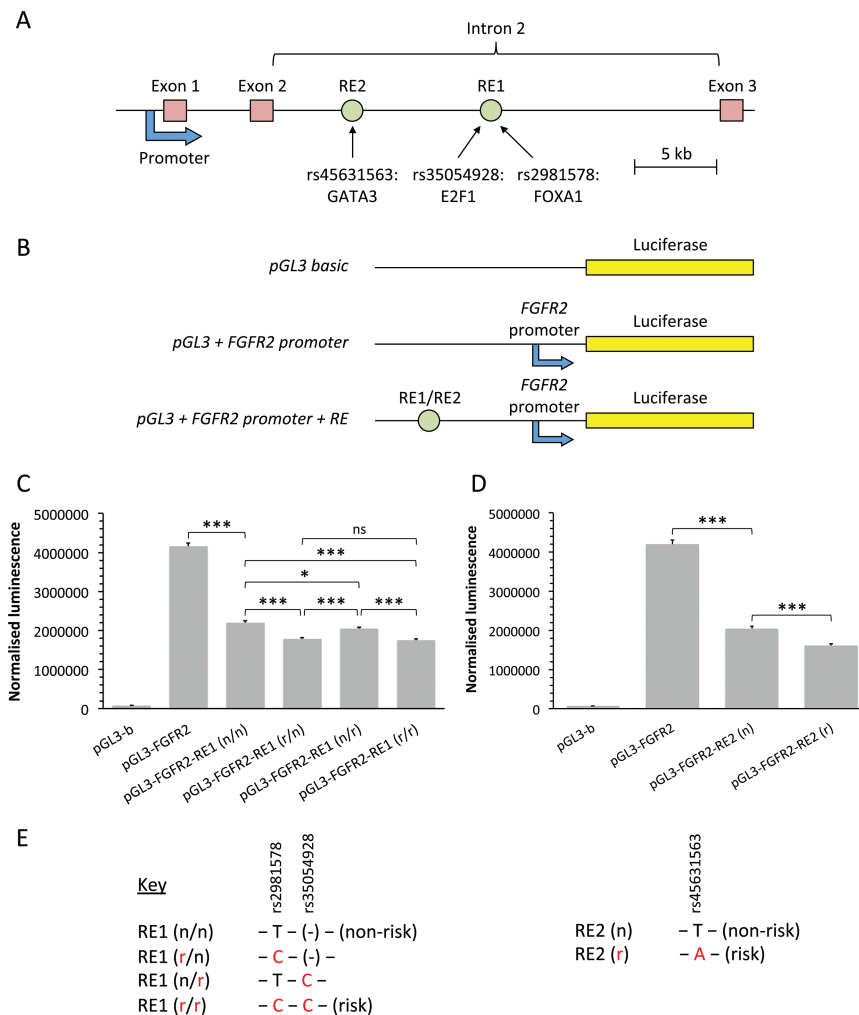 A
Intron 2
Exon 1 Exon 2 RE2 RE1 Exon 3
Promoter
5 kb
rs45631563: rs35054928: rs2981578:
GATA3 E2F1 FOXA1
B
Luciferase
pGL3 basic
FGFR2
promoter Luciferase
pGL3 + FGFR2 promoter
FGFR2
RE1/RE2 promoter Luciferase
pGL3 + FGFR2 promoter + RE
C
Normalised luminescence
5000000
4000000
3000000
2000000
1000000
0
*** ns
***
*
*** *** ***
pGL3-b
pGL3-FGFR2
pGL3-FGFR2-RE1 (n/n)
pGL3-FGFR2-RE1 (r/n)
pGL3-FGFR2-RE1 (n/r)
pGL3-FGFR2-RE1 (r/r)
D
Normalised luminescence
5000000
4000000
3000000
2000000
1000000
0
***
***
pGL3-b
pGL3-FGFR2
pGL3-FGFR2-RE2 (n)
pGL3-FGFR2-RE2 (r)
E
Key
rs2981578
rs35054928
RE1 (n/n) – T – (-) – (non-risk)
RE1 (r/n) – C – (-) –
RE1 (n/r) – T – C –
RE1 (r/r) – C – C – (risk)
rs45631563
RE2 (n) – T – (non-risk)
RE2 (r) – A – (risk)